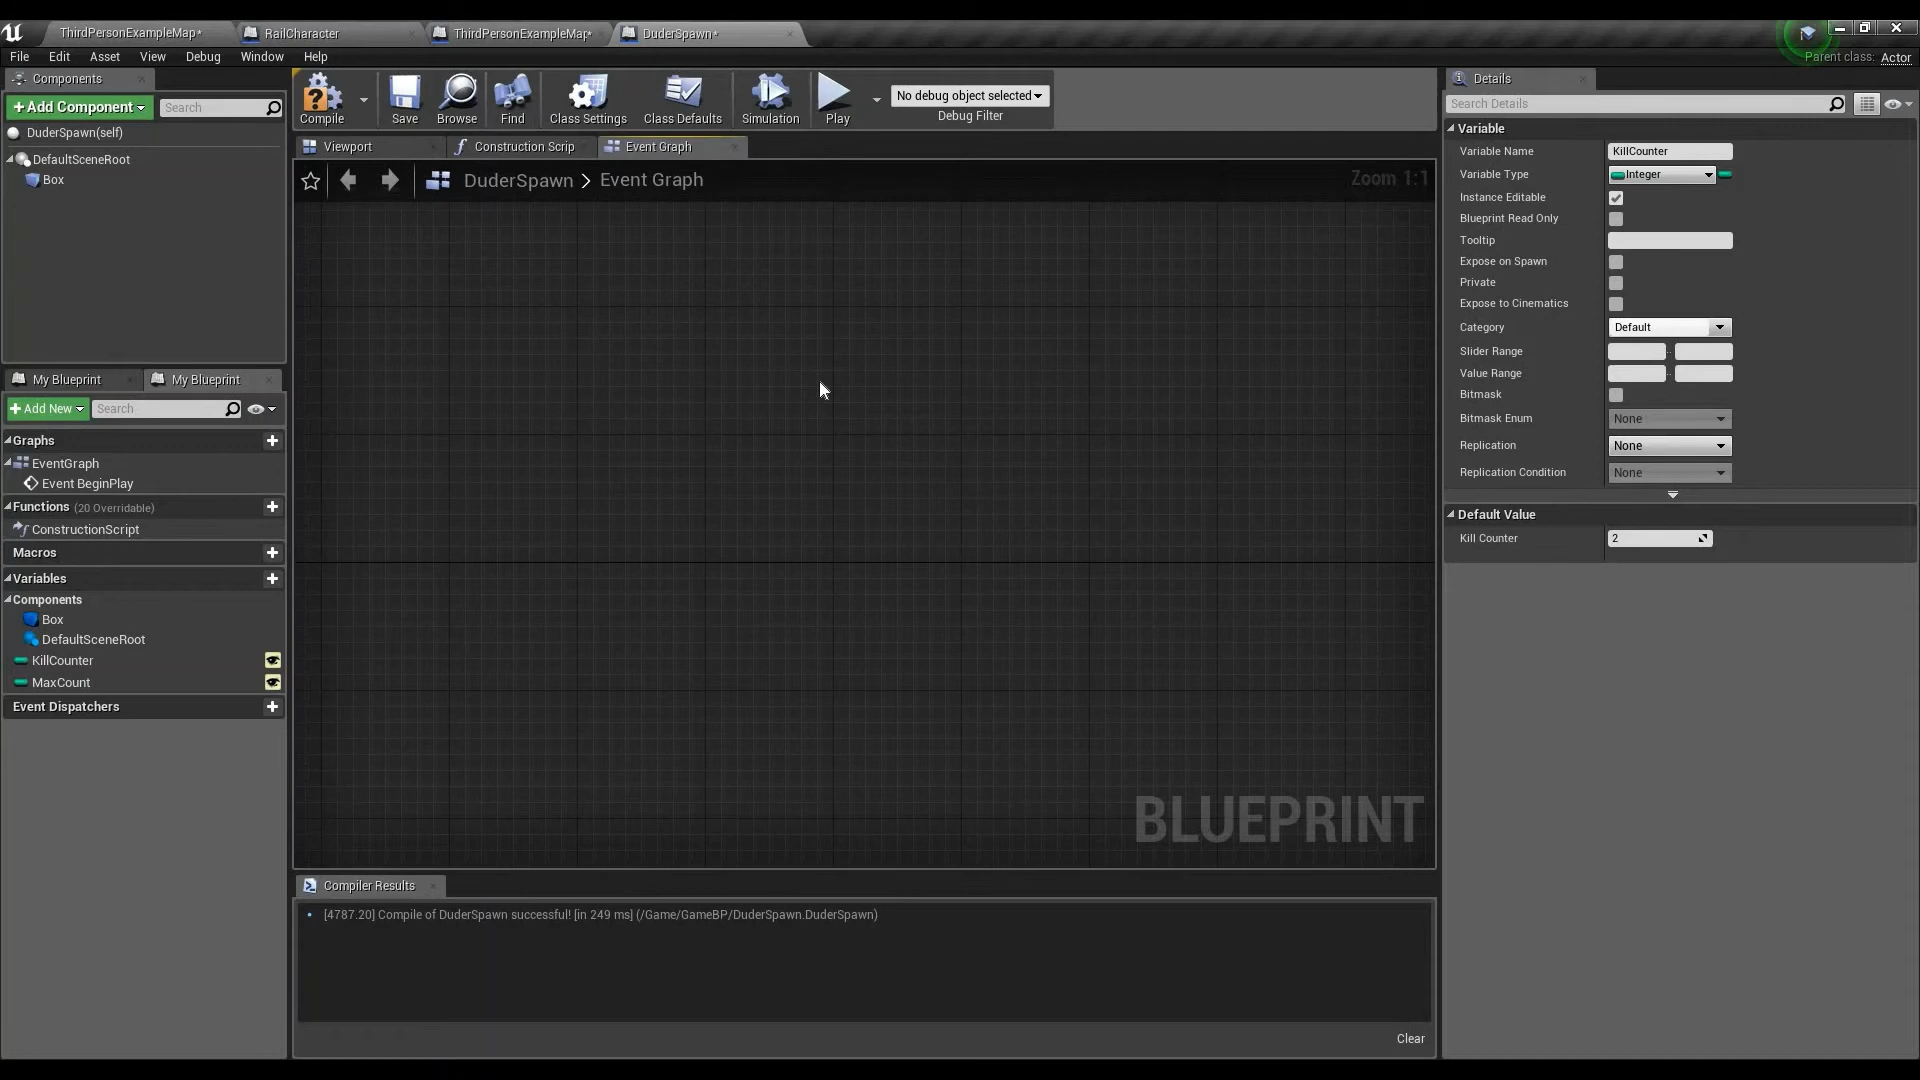 ThirdPersonExampleMap*
RailCharacter
ThirdPersonExampleMap*
DuderSpawn*
File Edit Asset View Debug Window Help
Parent class: Actor
Components
+ Add Component
Search
DuderSpawn(self)
DefaultSceneRoot
Box
Compile
Save
Browse
Find
Class Settings
Class Defaults
Simulation
Play
No debug object selected
Debug Filter
Viewport
Construction Scrip
Event Graph
DuderSpawn > Event Graph
Zoom 1:1
BLUEPRINT
My Blueprint
My Blueprint
+ Add New
Search
Graphs
EventGraph
Event BeginPlay
Functions (20 Overridable)
ConstructionScript
Macros
Variables
Components
Box
DefaultSceneRoot
KillCounter
MaxCount
Event Dispatchers
Compiler Results
[4787.20] Compile of DuderSpawn successful! [in 249 ms] (/Game/GameBP/DuderSpawn.DuderSpawn)
Clear
Details
Search Details
Variable
Variable Name KillCounter
Variable Type Integer
Instance Editable
Blueprint Read Only
Tooltip
Expose on Spawn
Private
Expose to Cinematics
Category Default
Slider Range
Value Range
Bitmask
Bitmask Enum None
Replication None
Replication Condition None
Default Value
Kill Counter 2